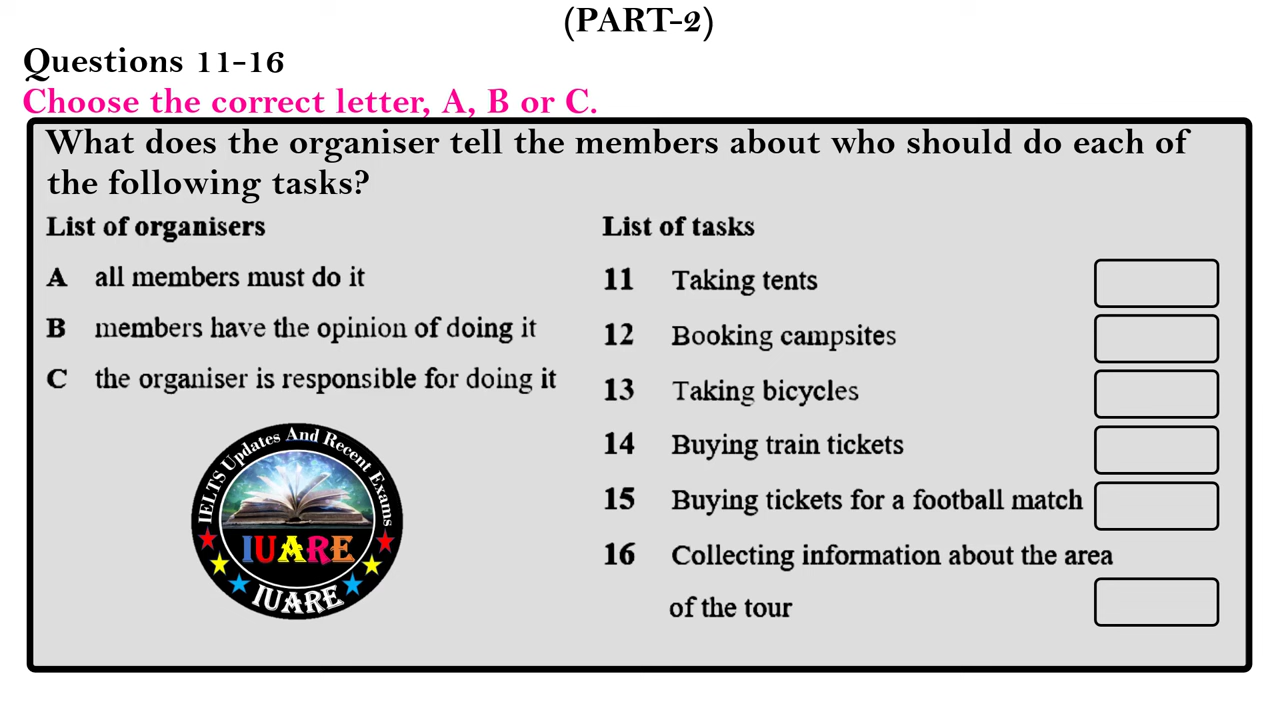 (PART-2)
Questions 11-16
Choose the correct letter, A, B or C.
What does the organiser tell the members about who should do each of
the following tasks?
List of organisers
A all members must do it
B members have the opinion of doing it
C the organiser is responsible for doing it
List of tasks
11 Taking tents
12 Booking campsites
13 Taking bicycles
14 Buying train tickets
15 Buying tickets for a football match
16 Collecting information about the area
of the tour
IELTS Updates And Recent Exams
IUARE
IUARE